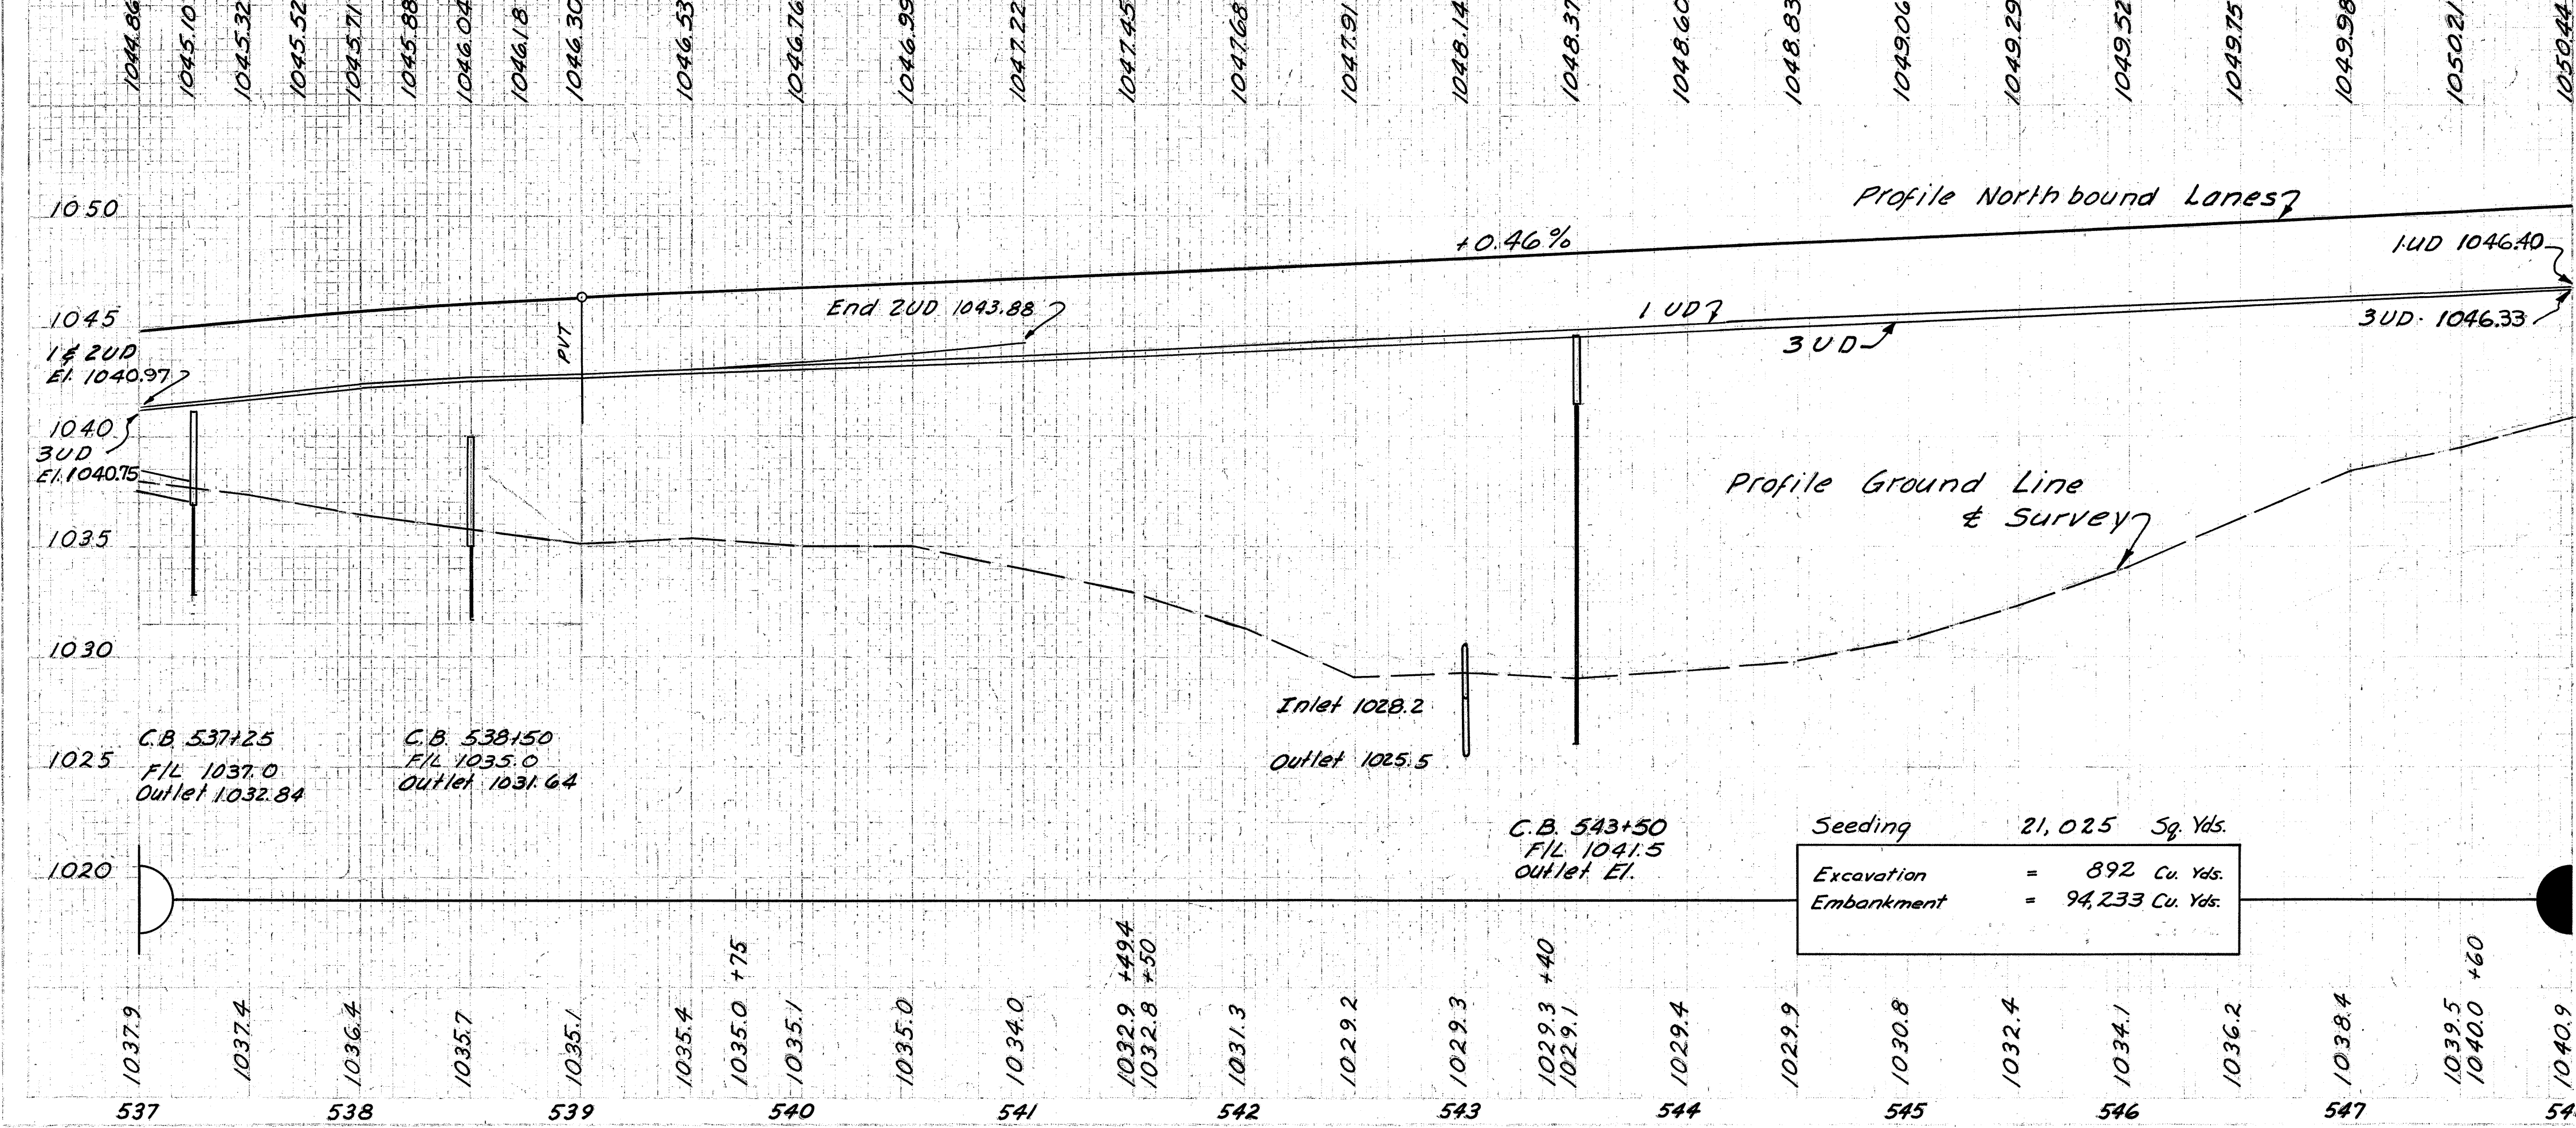 1044.86 1045.10 1045.32 1045.52 1045.71 1045.88 1046.04 1046.18 1046.30 1046.53 1046.76 1046.99 1047.22 1047.45 1047.68 1047.91 1048.14 1048.37 1048.60 1048.83 1049.06 1049.29 1049.52 1049.75 1049.98 1050.21 1050.44
Profile Northbound Lanes
1050
+0.46%
1 UD 1046.40
End 2UD 1043.88
1 UD
1045
3UD 1046.33
PVT
3 UD
1 & 2UD
El. 1040.97
1040
3UD
El. 1040.75
Profile Ground Line
℄ Survey
1035
1030
Inlet 1028.2
C.B. 537+25
F/L 1037.0
Outlet 1032.84
C.B. 538+50
F/L 1035.0
Outlet 1031.64
1025
Outlet 1025.5
C.B. 543+50
F/L 1041.5
Outlet El.
Seeding 21,025 Sq. Yds.
1020
Excavation = 892 Cu. Yds.
Embankment = 94,233 Cu. Yds.
1037.9 1037.4 1036.4 1035.7 1035.1 1035.4 1035.0 +75 1035.1 1035.0 1034.0 1032.9 +49.4 1032.8 +50 1031.3 1029.2 1029.3 1029.3 +40 1029.1 1029.4 1029.9 1030.8 1032.4 1034.1 1036.2 1038.4 1039.5 1040.0 +60 1040.9
537 538 539 540 541 542 543 544 545 546 547 54